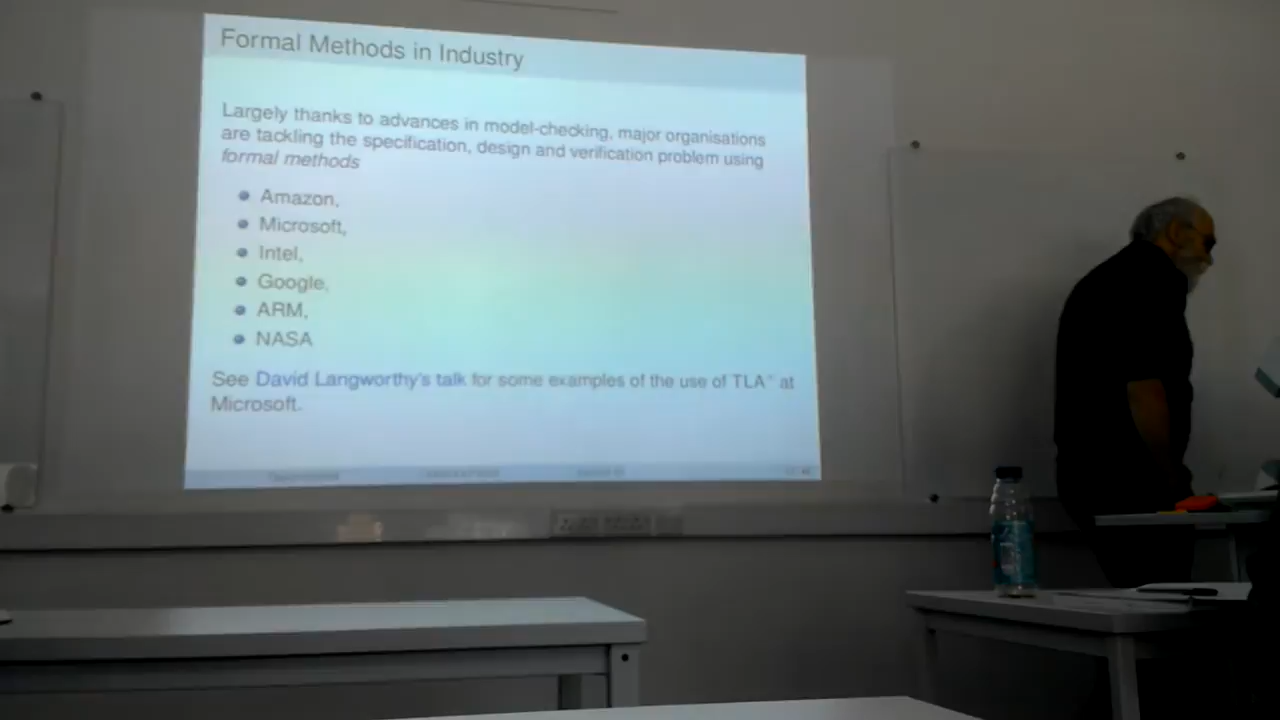 Formal Methods in Industry
Largely thanks to advances in model-checking, major organisations
are tackling the specification, design and verification problem using
formal methods
Amazon,
Microsoft,
Intel,
Google,
ARM,
NASA
See David Langworthy's talk for some examples of the use of TLA⁺ at
Microsoft.